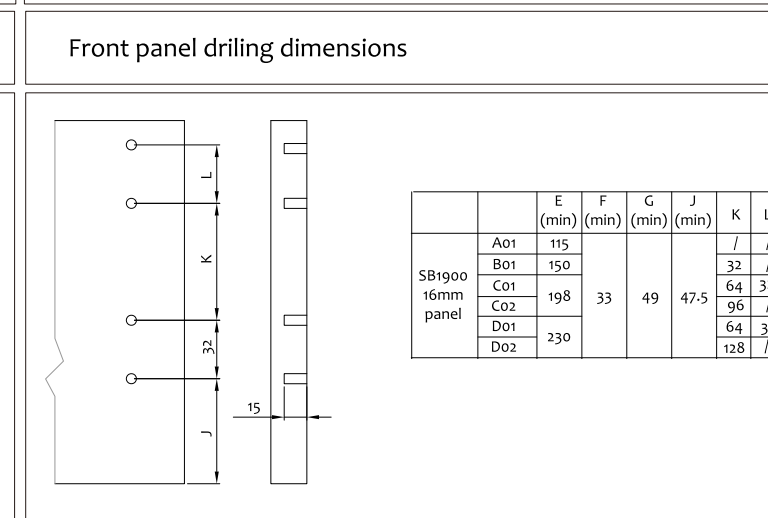 Front panel driling dimensions
L
K
32
J
15
E F G J K
(min) (min) (min) (min)
SB1900
16mm
panel
A01 115 /
B01 150 32
C01 198 64
C02 96
D01 230 64
D02 128 /
33 49 47.5